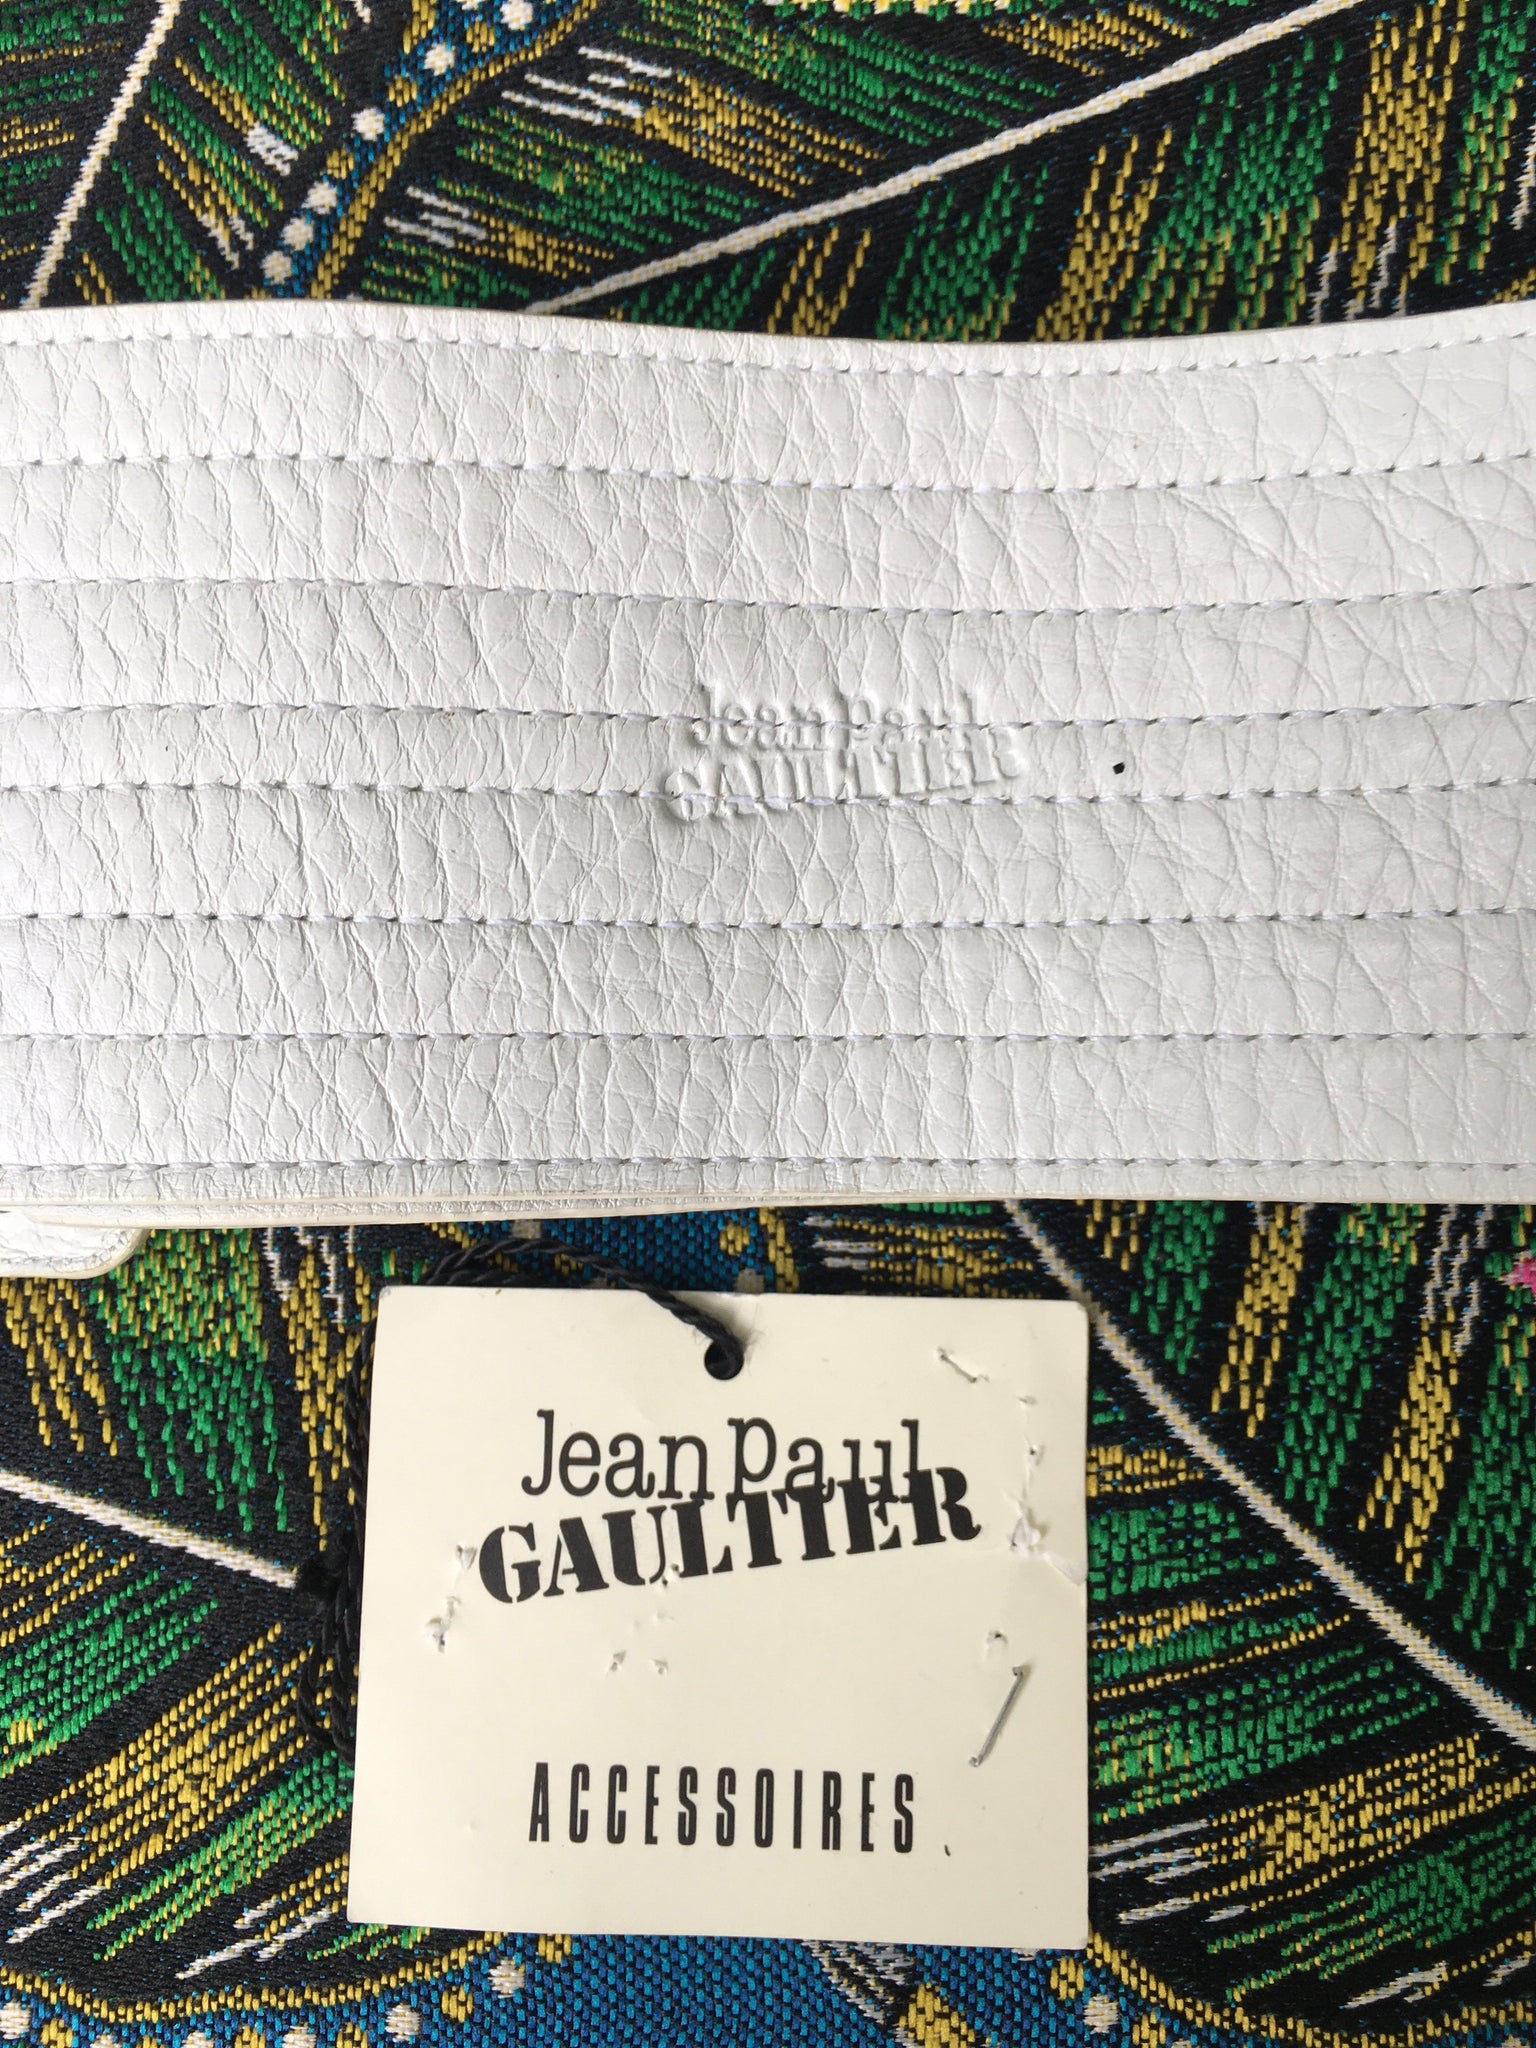 Jean Paul
GAULTIER
Jean Paul
GAULTIER
ACCESSOIRES